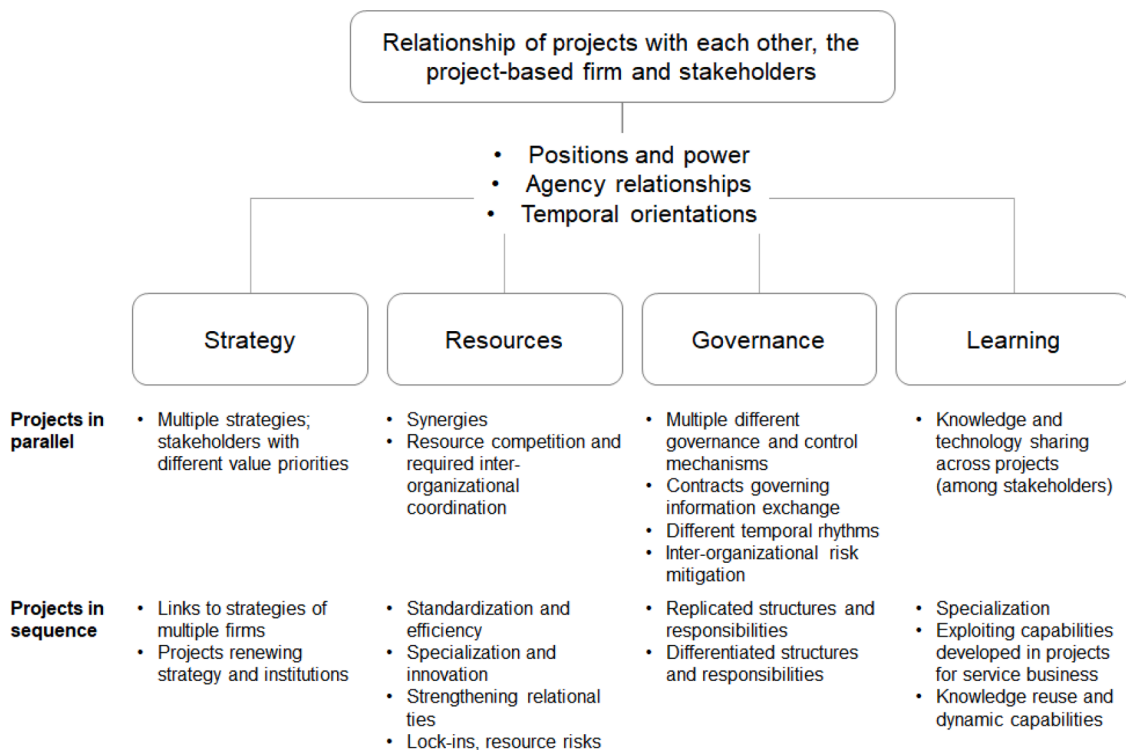 Relationship of projects with each other, the
project-based firm and stakeholders
• Positions and power
• Agency relationships
• Temporal orientations
Strategy
Resources
Governance
Learning
Projects in
parallel
• Multiple strategies;
stakeholders with
different value priorities
• Synergies
• Resource competition and
required inter-
organizational
coordination
• Multiple different
governance and control
mechanisms
• Contracts governing
information exchange
• Different temporal rhythms
• Inter-organizational risk
mitigation
• Knowledge and
technology sharing
across projects
(among stakeholders)
Projects in
sequence
• Links to strategies of
multiple firms
• Projects renewing
strategy and institutions
• Standardization and
efficiency
• Specialization and
innovation
• Strengthening relational
ties
• Lock-ins, resource risks
• Replicated structures and
responsibilities
• Differentiated structures
and responsibilities
• Specialization
• Exploiting capabilities
developed in projects
for service business
• Knowledge reuse and
dynamic capabilities